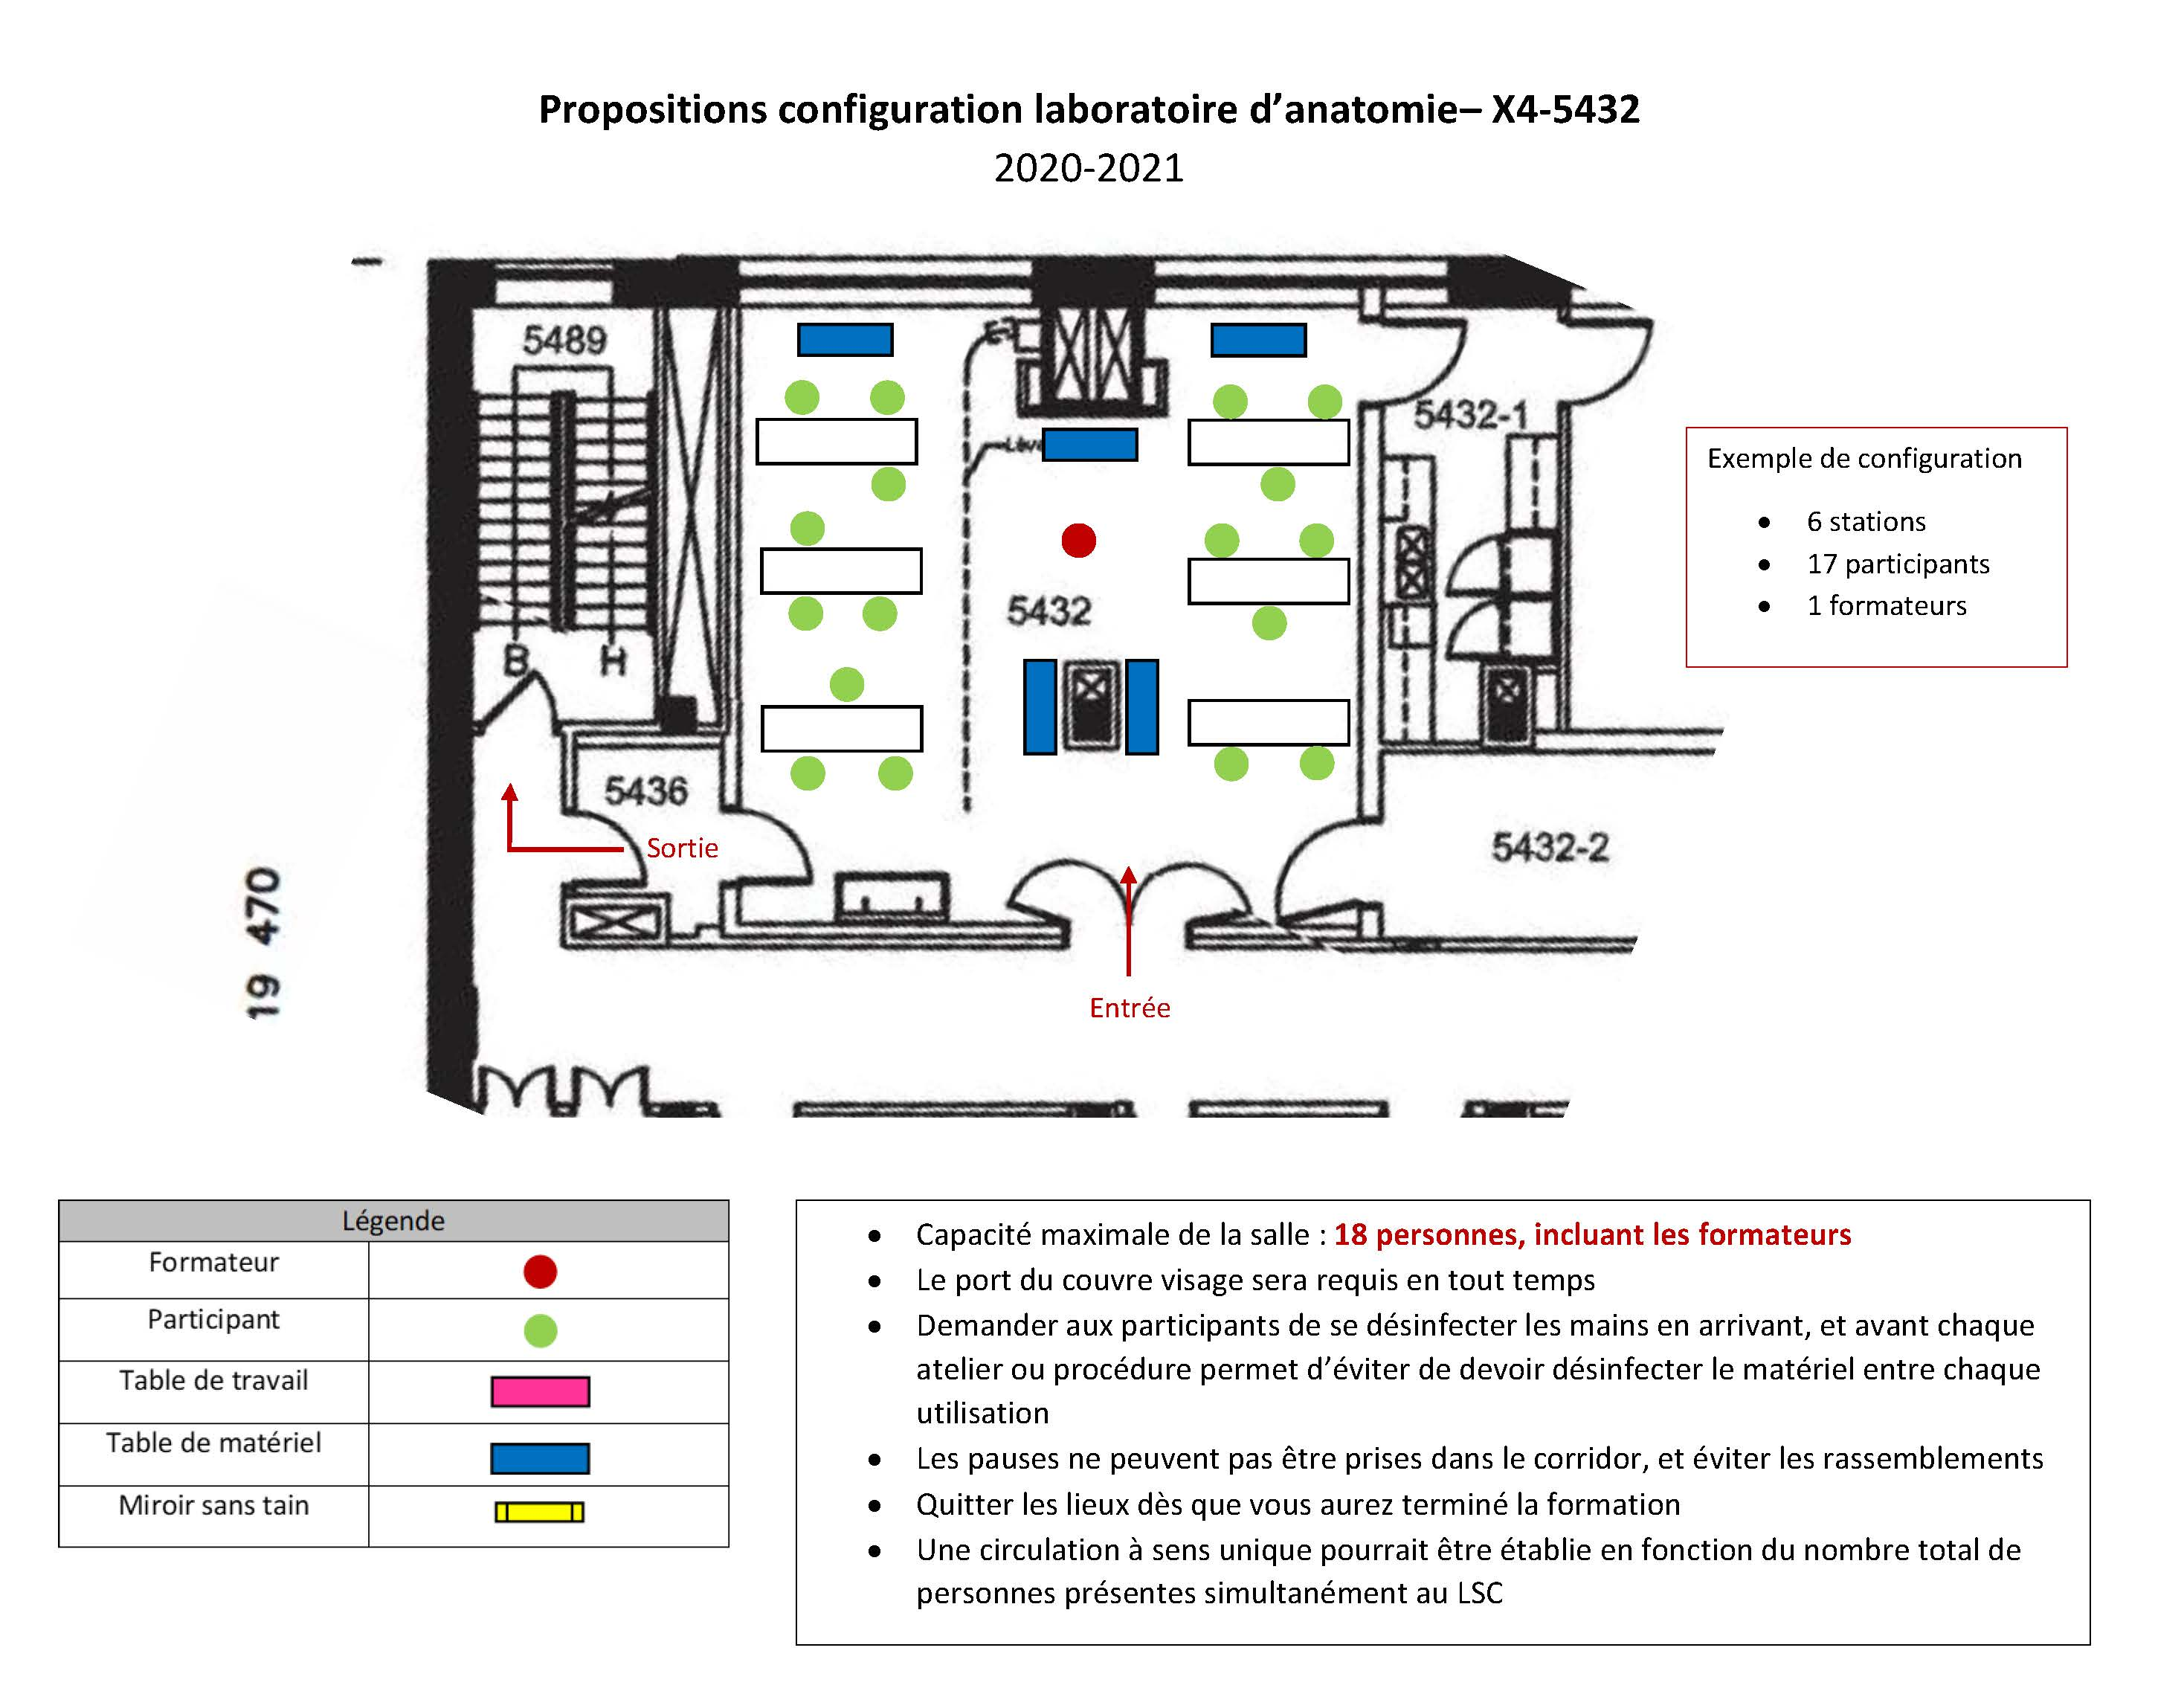 Propositions configuration laboratoire d’anatomie– X4-5432
2020-2021
5489
5432-1
Exemple de configuration
• 6 stations
• 17 participants
• 1 formateurs
5432
B H
5436
Sortie
5432-2
19 470
Entrée
Légende
Formateur
Participant
Table de travail
Table de matériel
Miroir sans tain
• Capacité maximale de la salle : 18 personnes, incluant les formateurs
• Le port du couvre visage sera requis en tout temps
• Demander aux participants de se désinfecter les mains en arrivant, et avant chaque
atelier ou procédure permet d’éviter de devoir désinfecter le matériel entre chaque
utilisation
• Les pauses ne peuvent pas être prises dans le corridor, et éviter les rassemblements
• Quitter les lieux dès que vous aurez terminé la formation
• Une circulation à sens unique pourrait être établie en fonction du nombre total de
personnes présentes simultanément au LSC